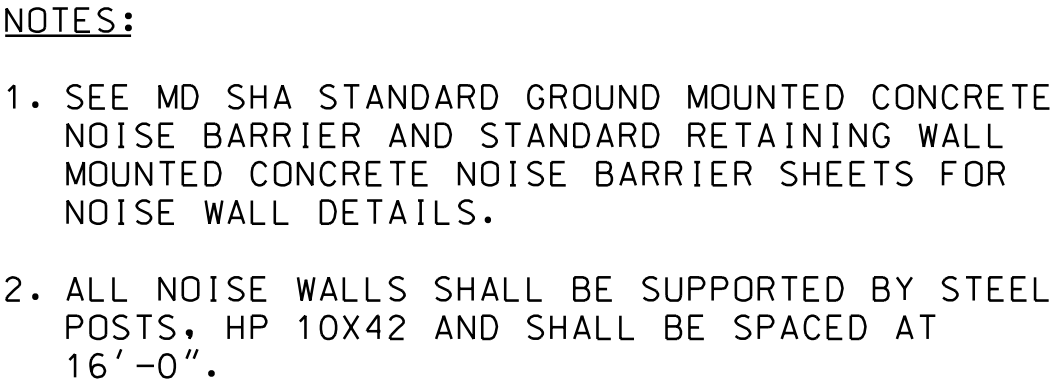 NOTES:
1. SEE MD SHA STANDARD GROUND MOUNTED CONCRETE
NOISE BARRIER AND STANDARD RETAINING WALL
MOUNTED CONCRETE NOISE BARRIER SHEETS FOR
NOISE WALL DETAILS.
2. ALL NOISE WALLS SHALL BE SUPPORTED BY STEEL
POSTS, HP 10X42 AND SHALL BE SPACED AT
16'-0".